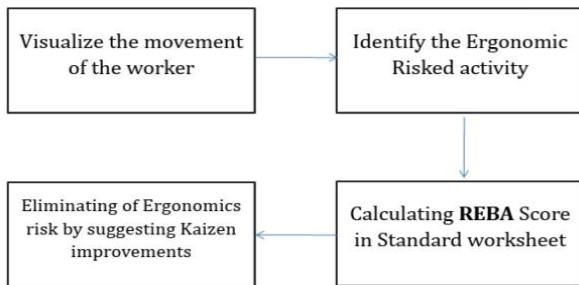 Visualize the movement
of the worker
Identify the Ergonomic
Risked activity
Calculating REBA Score
in Standard worksheet
Eliminating of Ergonomics
risk by suggesting Kaizen
improvements